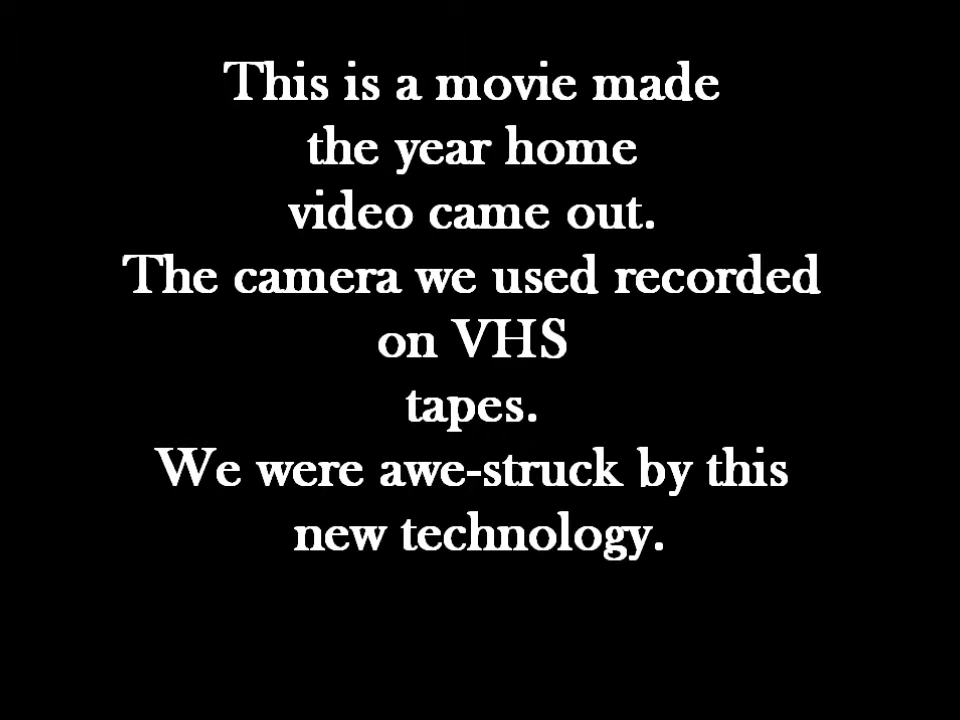 This is a movie made
the year home
video came out.
The camera we used recorded
on VHS
tapes.
We were awe-struck by this
new technology.